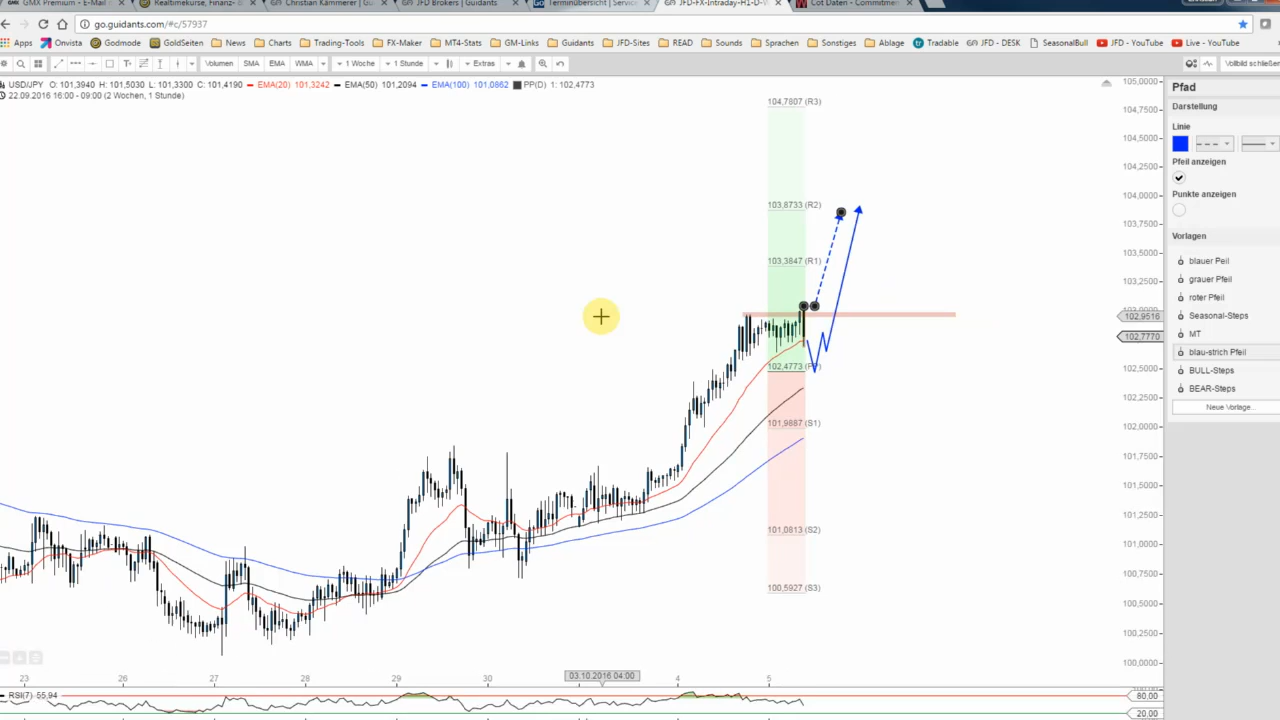 GMX Premium - E-Mail
Realtimekurse, Finanz- B
Christian Kämmerer | G
JFD Brokers | Guidants
Terminübersicht | Servic
JFD-FX-Intraday-H1-D-W
Cot Daten - Commitme
go.guidants.com/#c/57937
Apps Onvista Godmode GoldSeiten News Charts Trading-Tools FX-Maker MT4-Stats GM-Links Guidants JFD-Sites READ Sounds Sprachen Sonstiges Ablage Tradable JFD - DESK SeasonalBull JFD - YouTube Live - YouTube
Volumen SMA EMA WMA 1 Woche 1 Stunde Extras Vollbild schließen
USD/JPY O: 101,3940 H: 101,5030 L: 101,3300 C: 101,4190 EMA(20) 101,3242 EMA(50) 101,2094 EMA(100) 101,0862 PP(D) 1: 102,4773
22.09.2016 16:00 - 09:00 (2 Wochen, 1 Stunde)
104,7807 (R3)
103,8733 (R2)
103,3847 (R1)
102,4773 (PP)
101,9887 (S1)
101,0813 (S2)
100,5927 (S3)
105,0000
104,7500
104,5000
104,2500
104,0000
103,7500
103,5000
103,2500
102,9516
102,7770
102,5000
102,2500
102,0000
101,7500
101,5000
101,2500
101,0000
100,7500
100,5000
100,2500
100,0000
23 26 27 28 29 30 03.10.2016 04:00 4 5
RSI(7) 55,94
80,00
20,00
Pfad
Darstellung
Linie
Pfeil anzeigen
Punkte anzeigen
Vorlagen
blauer Peil
grauer Pfeil
roter Pfeil
Seasonal-Steps
MT
blau-strich Pfeil
BULL-Steps
BEAR-Steps
Neue Vorlage...